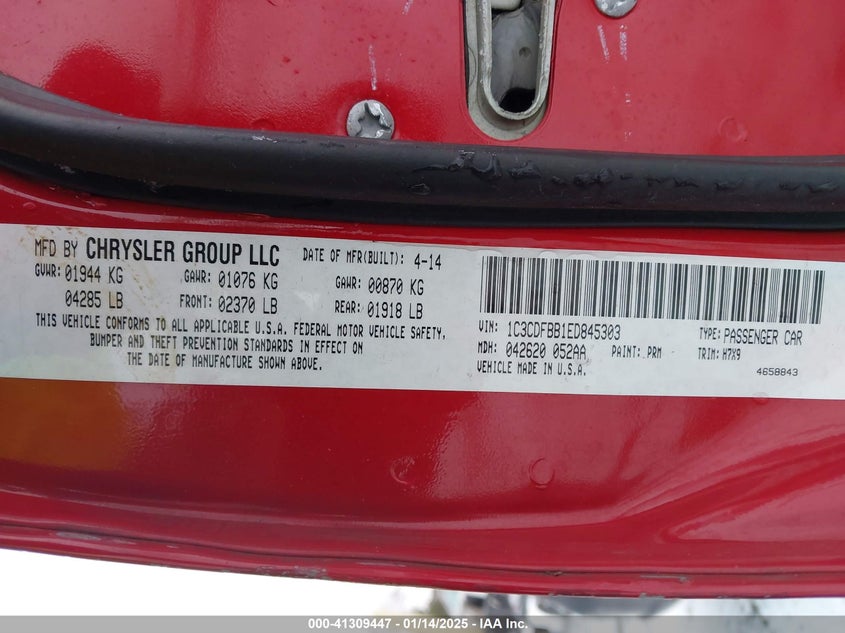 MFD BY CHRYSLER GROUP LLC DATE OF MFR(BUILT): 4-14
GVWR: 01944 KG GAWR: 01076 KG GAWR: 00870 KG
04285 LB FRONT: 02370 LB REAR: 01918 LB
THIS VEHICLE CONFORMS TO ALL APPLICABLE U.S.A. FEDERAL MOTOR VEHICLE SAFETY,
BUMPER AND THEFT PREVENTION STANDARDS IN EFFECT ON
THE DATE OF MANUFACTURE SHOWN ABOVE.
VIN: 1C3CDFBB1ED845303 TYPE: PASSENGER CAR
MDH: 042620 052AA PAINT: PRM TRIM: H7X9
VEHICLE MADE IN U.S.A. 4658843
000-41309447 - 01/14/2025 - IAA Inc.